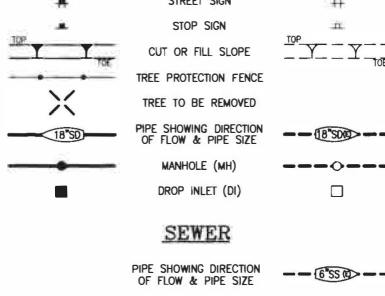 STREET SIGN
STOP SIGN
TOP
TOE
CUT OR FILL SLOPE
TOP
TOE
TREE PROTECTION FENCE
TREE TO BE REMOVED
18"SD
PIPE SHOWING DIRECTION
OF FLOW & PIPE SIZE
18"SD(E)
MANHOLE (MH)
DROP INLET (DI)
SEWER
PIPE SHOWING DIRECTION
OF FLOW & PIPE SIZE
6"SS(E)